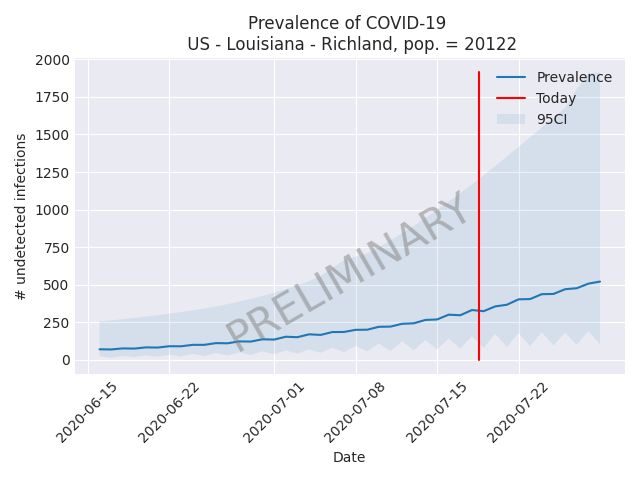 Prevalence of COVID-19
US - Louisiana - Richland, pop. = 20122
2000
1750
1500
1250
1000
750
500
250
0
# undetected infections
Prevalence
Today
95CI
PRELIMINARY
2020-06-15
2020-06-22
2020-07-01
2020-07-08
2020-07-15
2020-07-22
Date